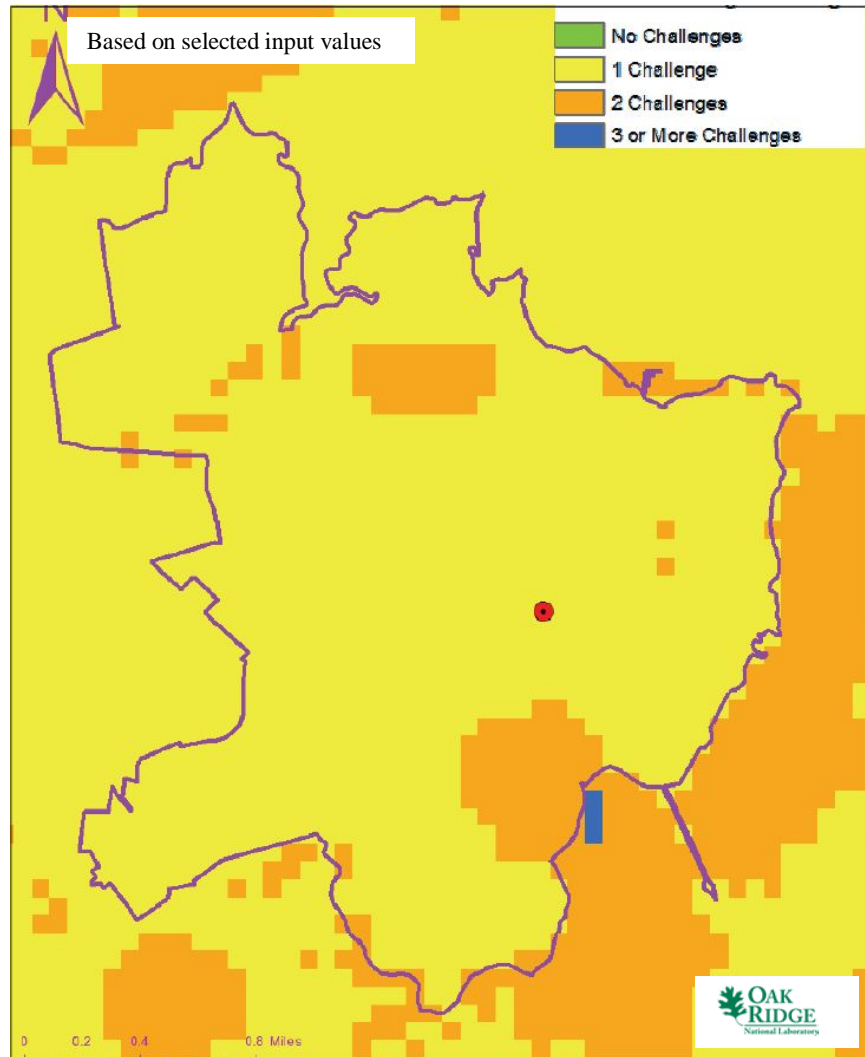 N
Based on selected input values
No Challenges
1 Challenge
2 Challenges
3 or More Challenges
OAK
RIDGE
National Laboratory
0 0.2 0.4 0.8 Miles